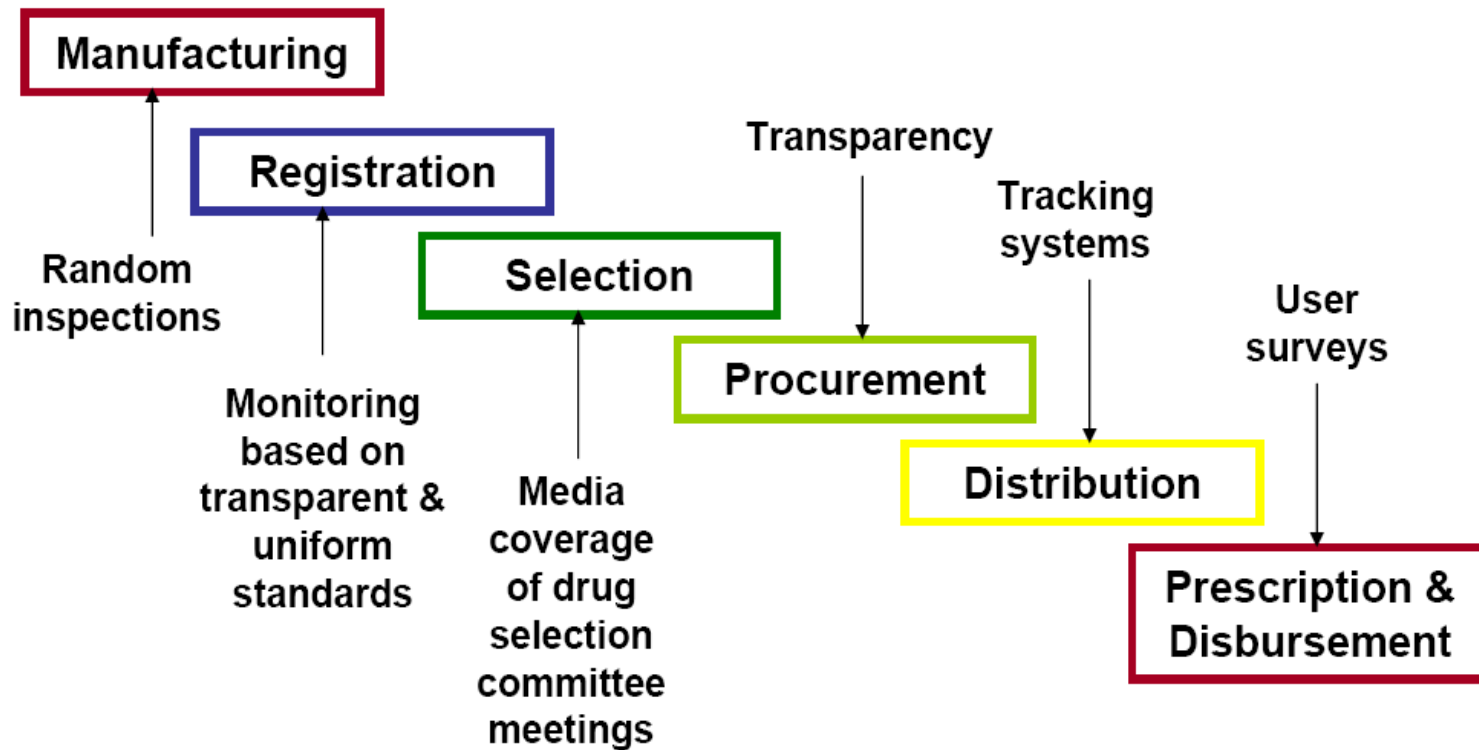 Manufacturing
Registration
Transparency
Tracking
systems
Random
inspections
Selection
User
surveys
Procurement
Monitoring
based on
transparent &
uniform
standards
Distribution
Media
coverage
of drug
selection
committee
meetings
Prescription &
Disbursement